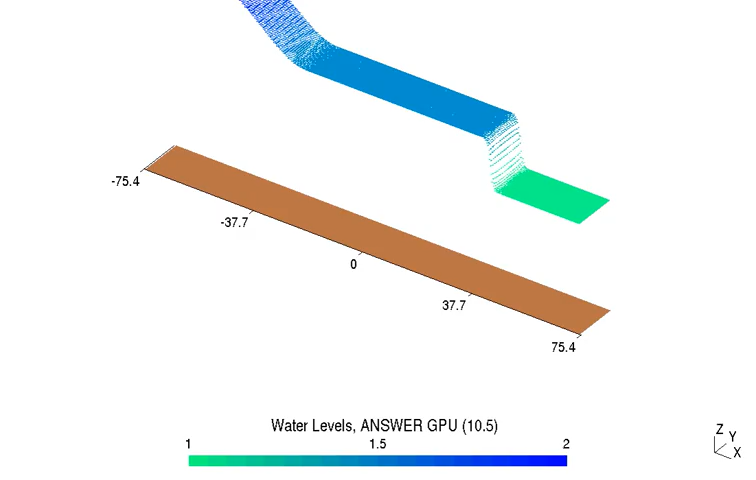 -75.4
-37.7
0
37.7
75.4
Water Levels, ANSWER GPU (10.5)
1 1.5 2
Z Y X